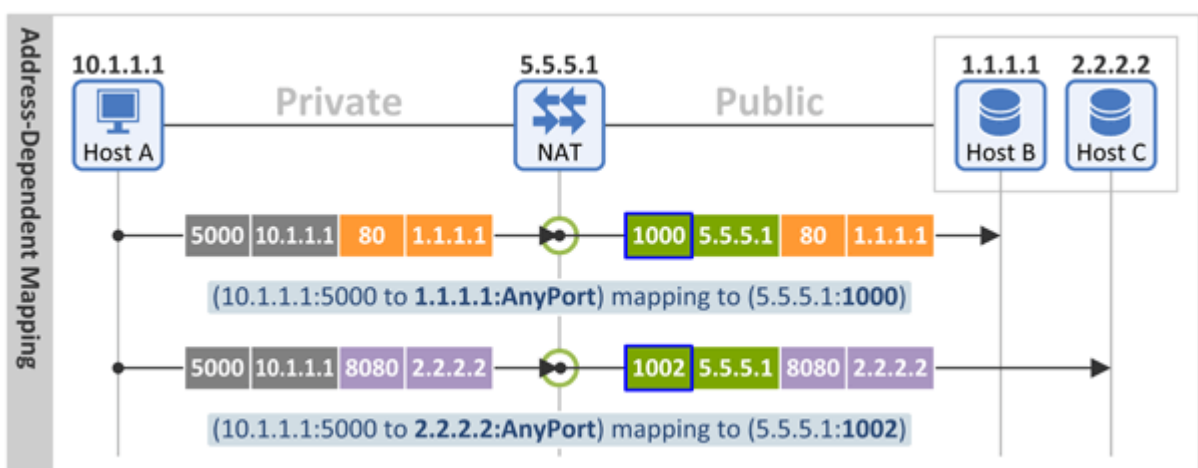 Address-Dependent Mapping
10.1.1.1 5.5.5.1 1.1.1.1 2.2.2.2
Private Public
Host A NAT Host B Host C
5000 10.1.1.1 80 1.1.1.1 1000 5.5.5.1 80 1.1.1.1
(10.1.1.1:5000 to 1.1.1.1:AnyPort) mapping to (5.5.5.1:1000)
5000 10.1.1.1 8080 2.2.2.2 1002 5.5.5.1 8080 2.2.2.2
(10.1.1.1:5000 to 2.2.2.2:AnyPort) mapping to (5.5.5.1:1002)